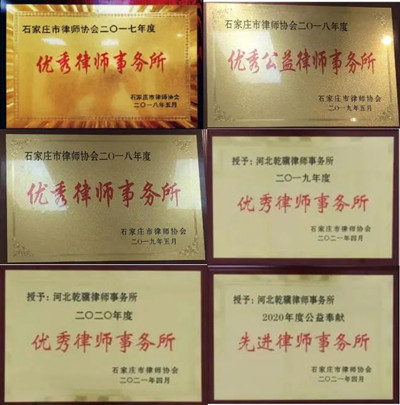 石家庄市律师协会二〇一七年度
优秀律师事务所
石家庄市律师协会
二〇一八年五月
石家庄市律师协会二〇一八年度
优秀公益律师事务所
石家庄市律师协会
二〇一九年五月
石家庄市律师协会二〇一八年度
优秀律师事务所
石家庄市律师协会
二〇一九年五月
授予:河北乾骥律师事务所
二〇一九年度
优秀律师事务所
石家庄市律师协会
二〇二一年四月
授予:河北乾骥律师事务所
二〇二〇年度
优秀律师事务所
石家庄市律师协会
二〇二一年四月
授予:河北乾骥律师事务所
2020年度公益奉献
先进律师事务所
石家庄市律师协会
二〇二一年四月